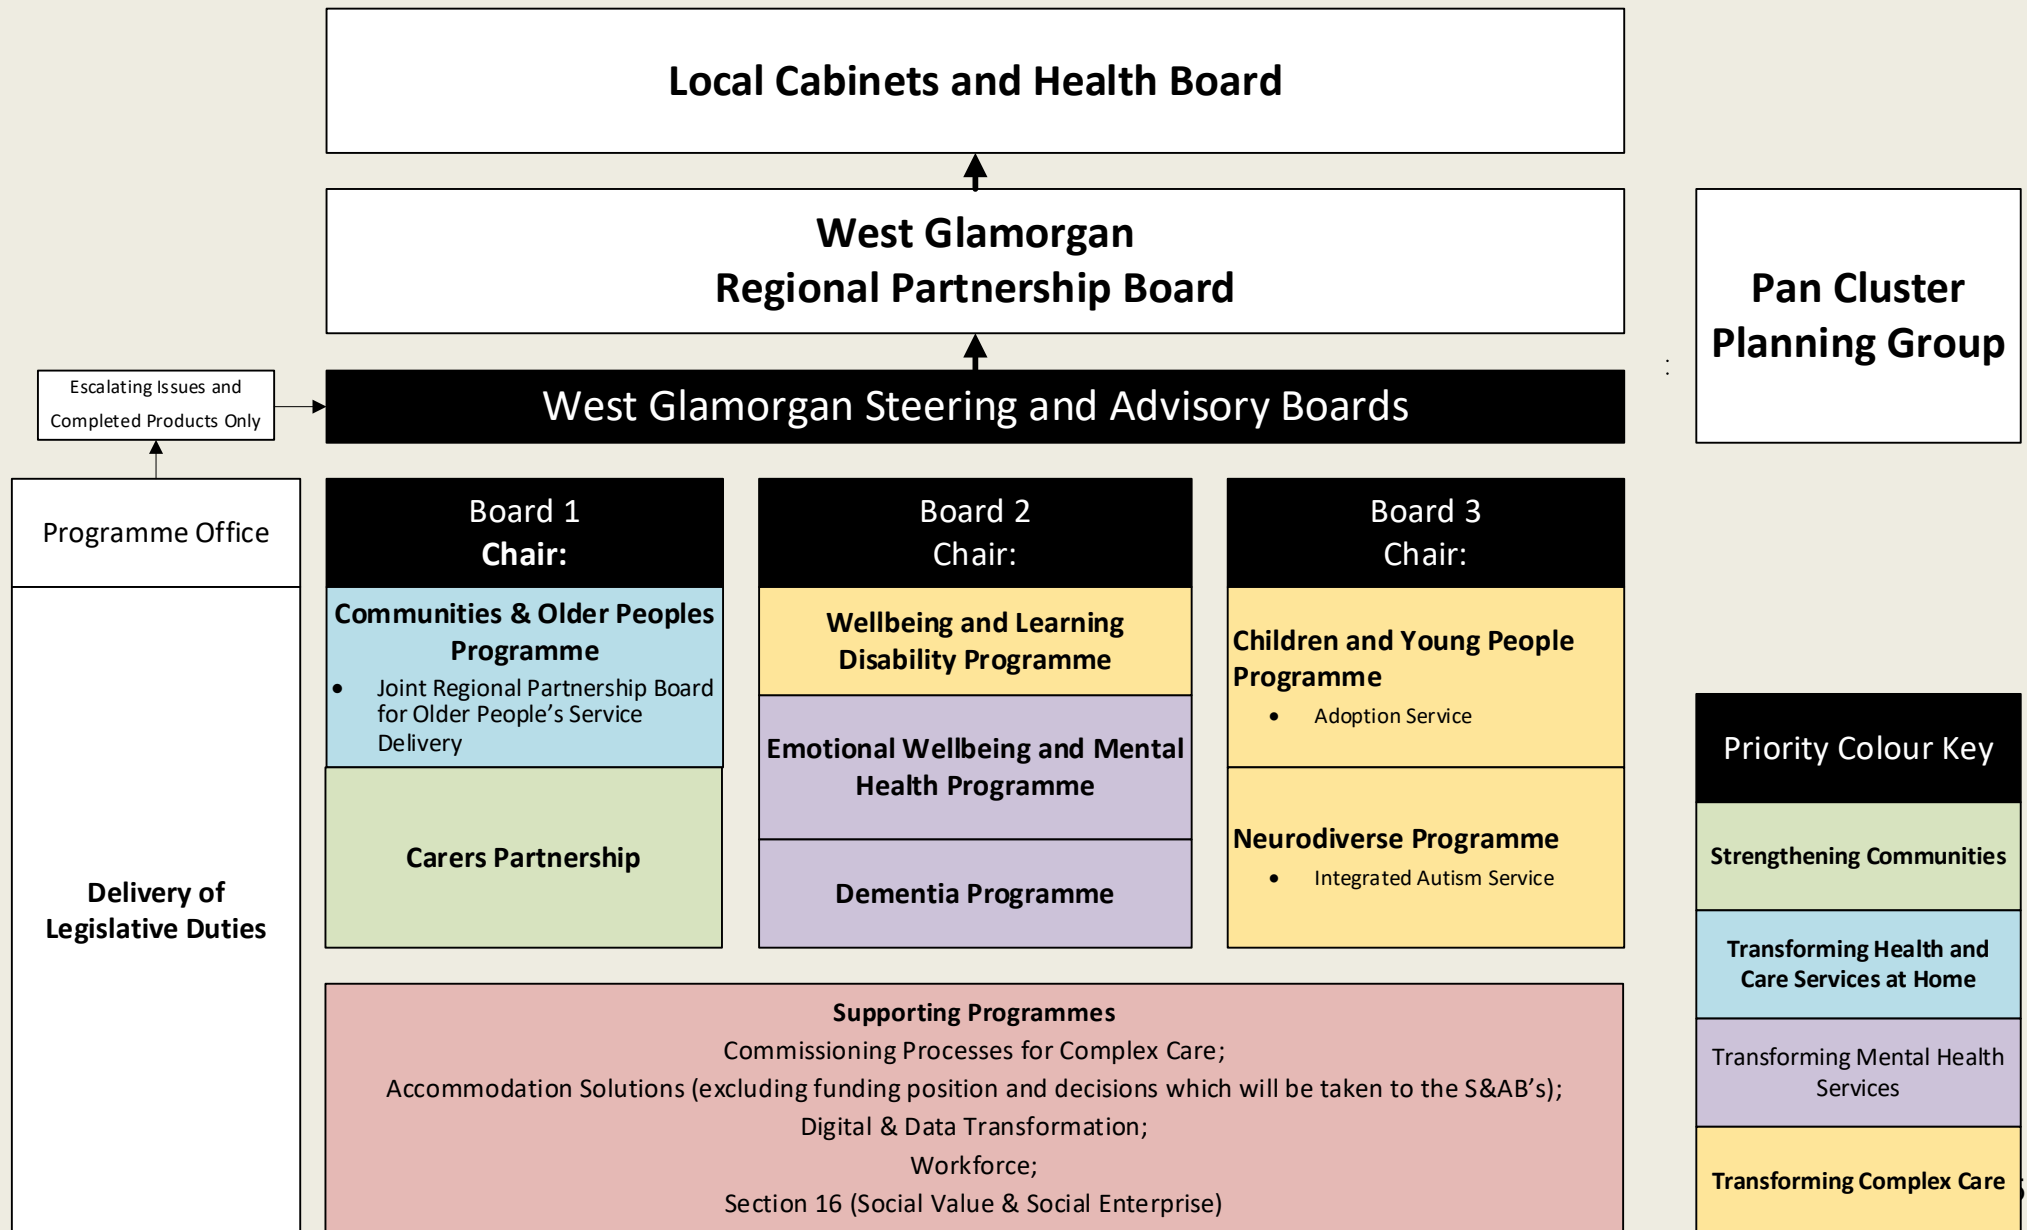 Local Cabinets and Health Board
West Glamorgan
Regional Partnership Board
Pan Cluster
Planning Group
:
Escalating Issues and
Completed Products Only
West Glamorgan Steering and Advisory Boards
Programme Office
Delivery of
Legislative Duties
Board 1
Chair:
Communities & Older Peoples
Programme
• Joint Regional Partnership Board
for Older People’s Service
Delivery
Carers Partnership
Board 2
Chair:
Wellbeing and Learning
Disability Programme
Emotional Wellbeing and Mental
Health Programme
Dementia Programme
Board 3
Chair:
Children and Young People
Programme
• Adoption Service
Neurodiverse Programme
• Integrated Autism Service
Supporting Programmes
Commissioning Processes for Complex Care;
Accommodation Solutions (excluding funding position and decisions which will be taken to the S&AB’s);
Digital & Data Transformation;
Workforce;
Section 16 (Social Value & Social Enterprise)
Priority Colour Key
Strengthening Communities
Transforming Health and
Care Services at Home
Transforming Mental Health
Services
Transforming Complex Care